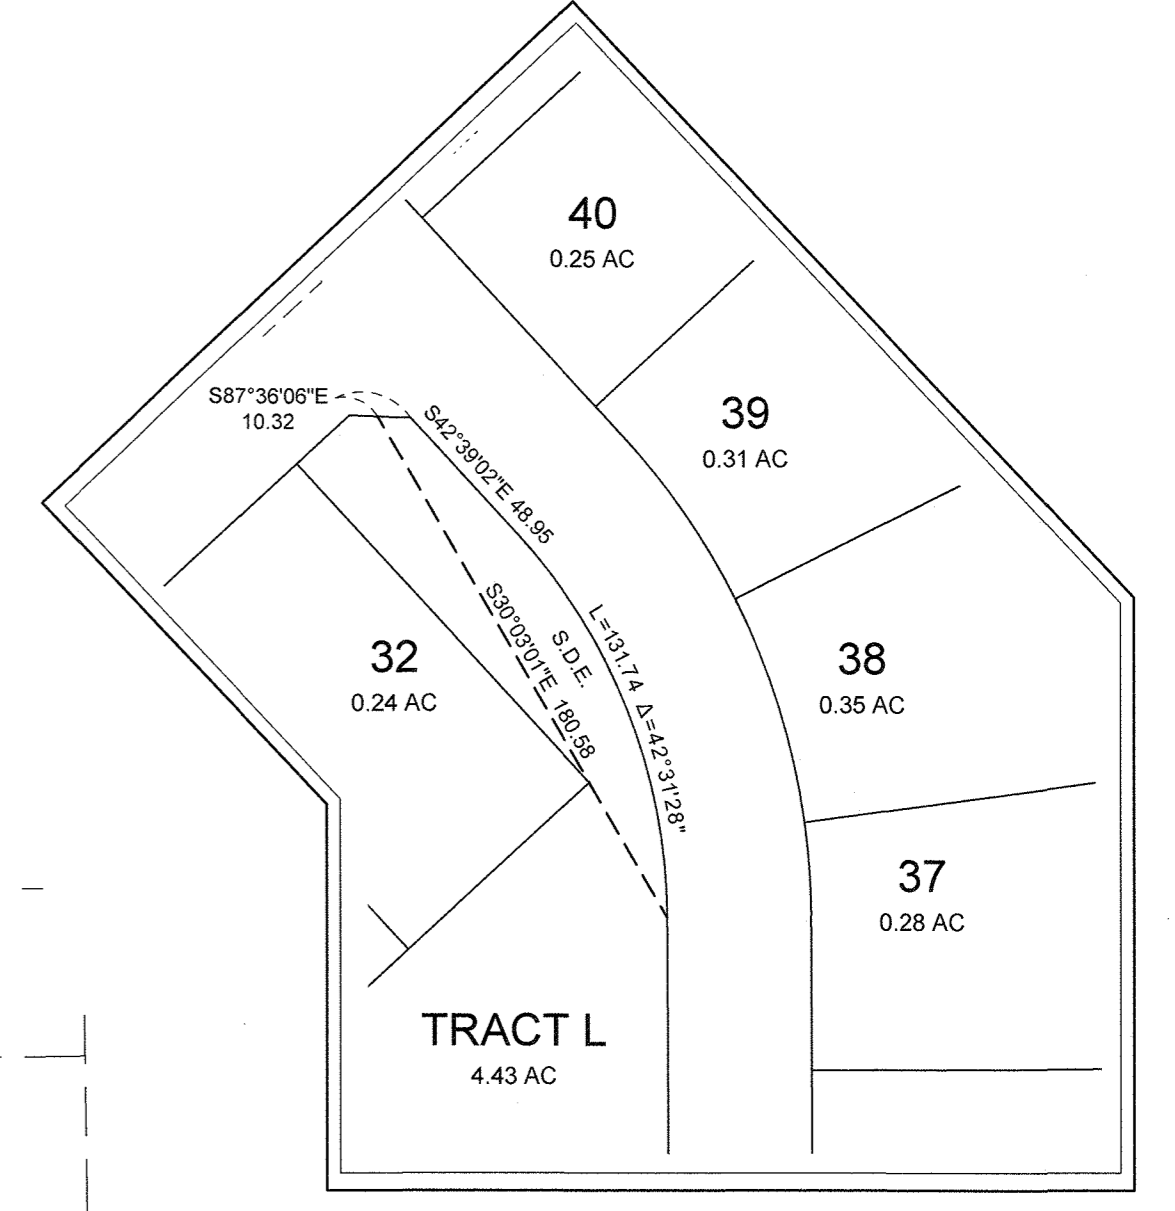 40
0.25 AC
39
0.31 AC
S87°36'06"E
10.32
S42°39'02"E 48.95
S30°03'01"E 180.58
S.D.E.
L=131.74 Δ=42°31'28"
32
0.24 AC
38
0.35 AC
37
0.28 AC
TRACT L
4.43 AC